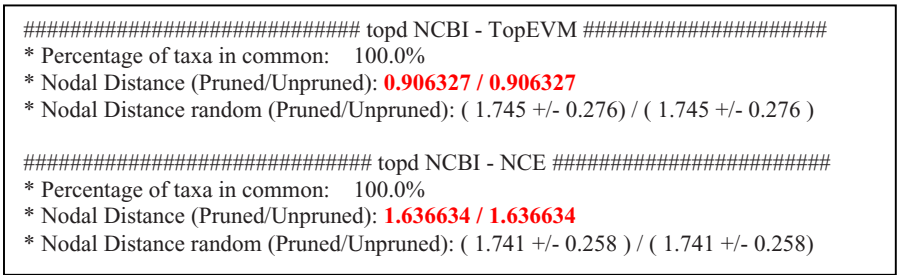 ############################# topd NCBI - TopEVM #####################
* Percentage of taxa in common: 100.0%
* Nodal Distance (Pruned/Unpruned): 0.906327 / 0.906327
* Nodal Distance random (Pruned/Unpruned): ( 1.745 +/- 0.276) / ( 1.745 +/- 0.276 )
############################## topd NCBI - NCE ########################
* Percentage of taxa in common: 100.0%
* Nodal Distance (Pruned/Unpruned): 1.636634 / 1.636634
* Nodal Distance random (Pruned/Unpruned): ( 1.741 +/- 0.258 ) / ( 1.741 +/- 0.258)